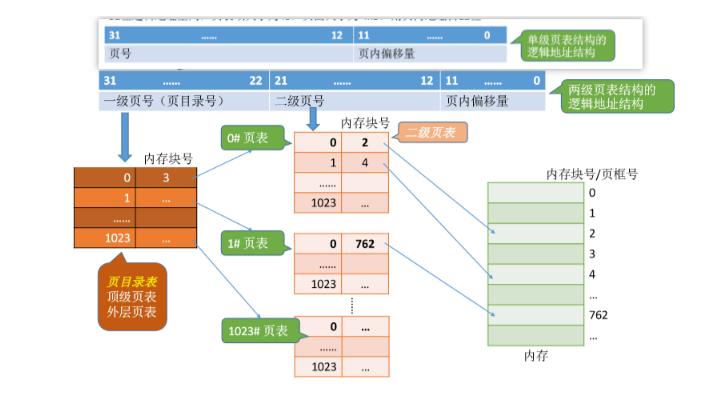 31 …… 12 11 …… 0
页号 页内偏移量
单级页表结构的
逻辑地址结构
31 …… 22 21 …… 12 11 …… 0
一级页号（页目录号） 二级页号 页内偏移量
两级页表结构的
逻辑地址结构
内存块号
0 3
1 …
……
1023 …
页目录表
顶级页表
外层页表
0# 页表
内存块号
二级页表
0 2
1 4
……
1023 …
1# 页表
0 762
……
1023 …
……
1023# 页表
0 …
……
1023 …
内存块号/页框号
0
1
2
3
4
…
762
…
内存